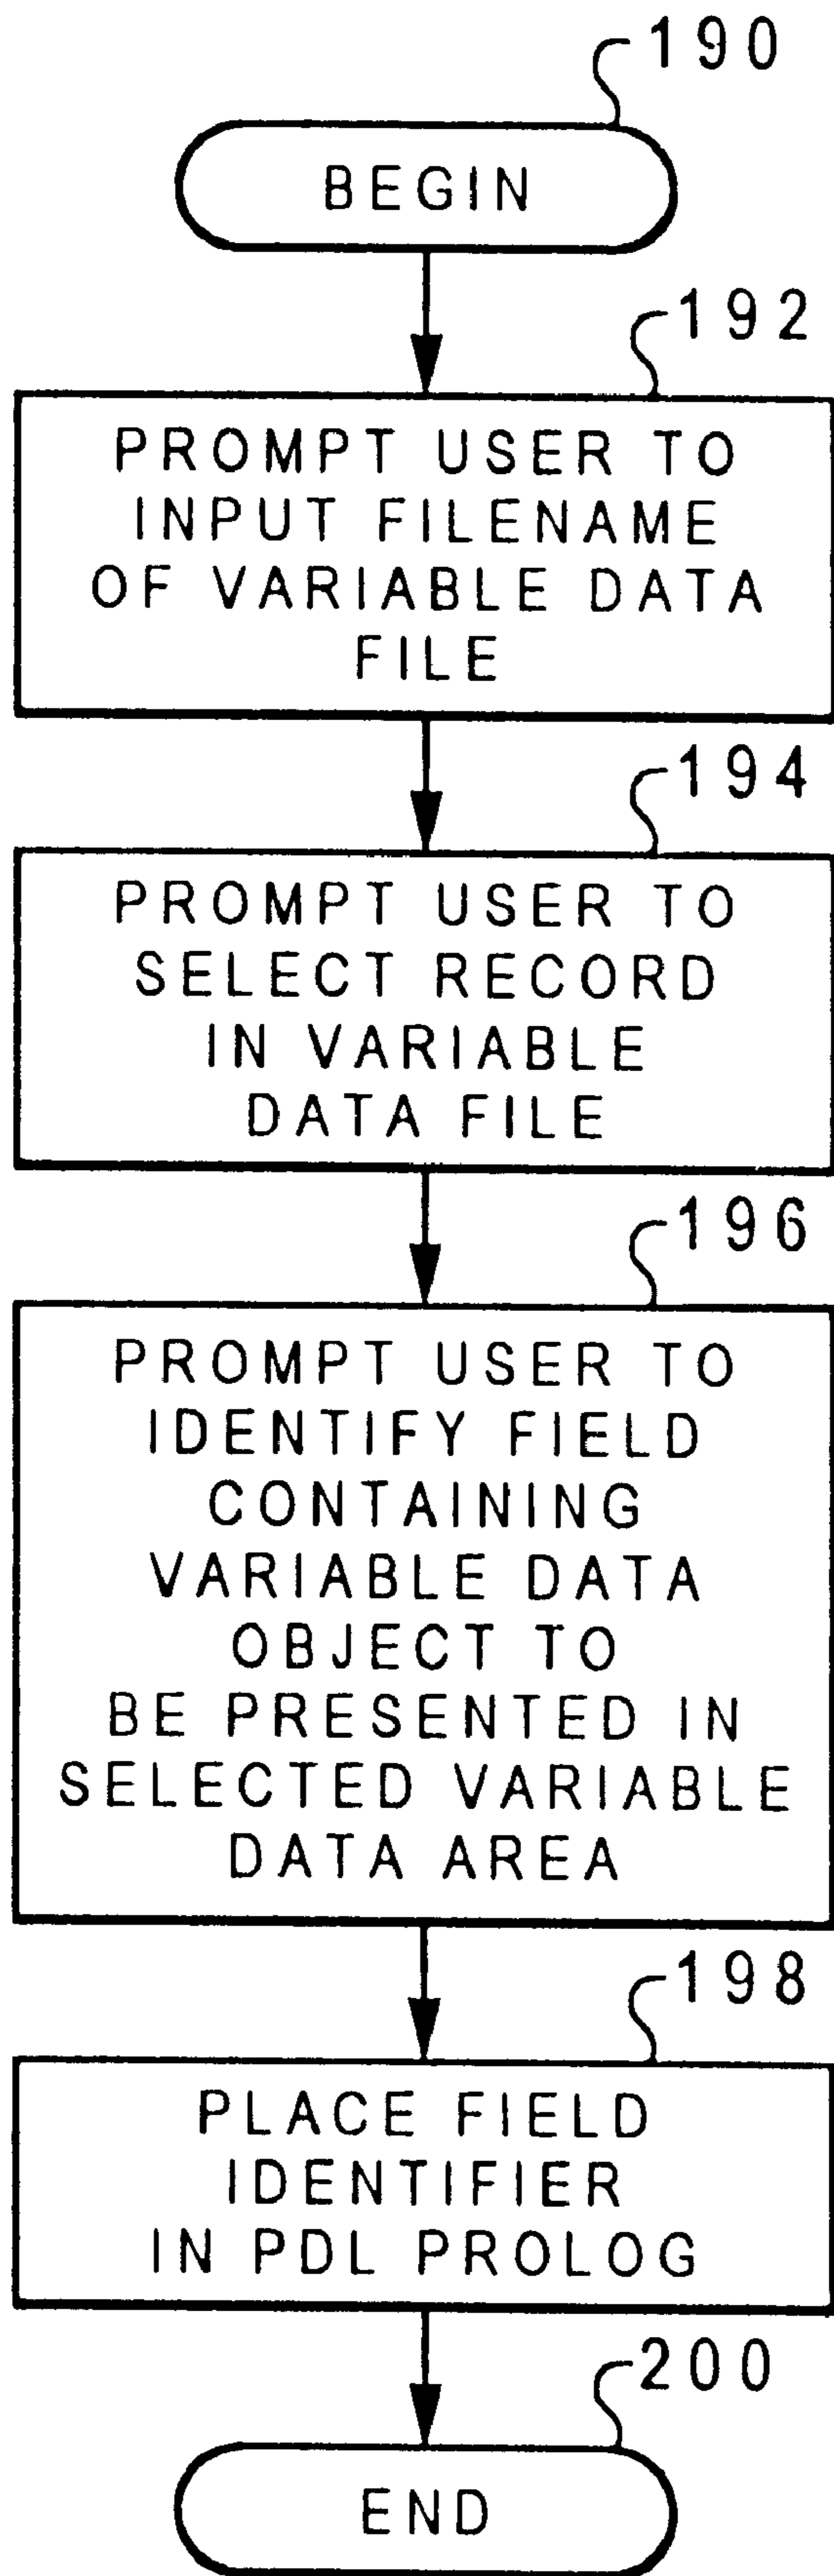 190
BEGIN
192
PROMPT USER TO
INPUT FILENAME
OF VARIABLE DATA
FILE
194
PROMPT USER TO
SELECT RECORD
IN VARIABLE
DATA FILE
196
PROMPT USER TO
IDENTIFY FIELD
CONTAINING
VARIABLE DATA
OBJECT TO
BE PRESENTED IN
SELECTED VARIABLE
DATA AREA
198
PLACE FIELD
IDENTIFIER
IN PDL PROLOG
200
END